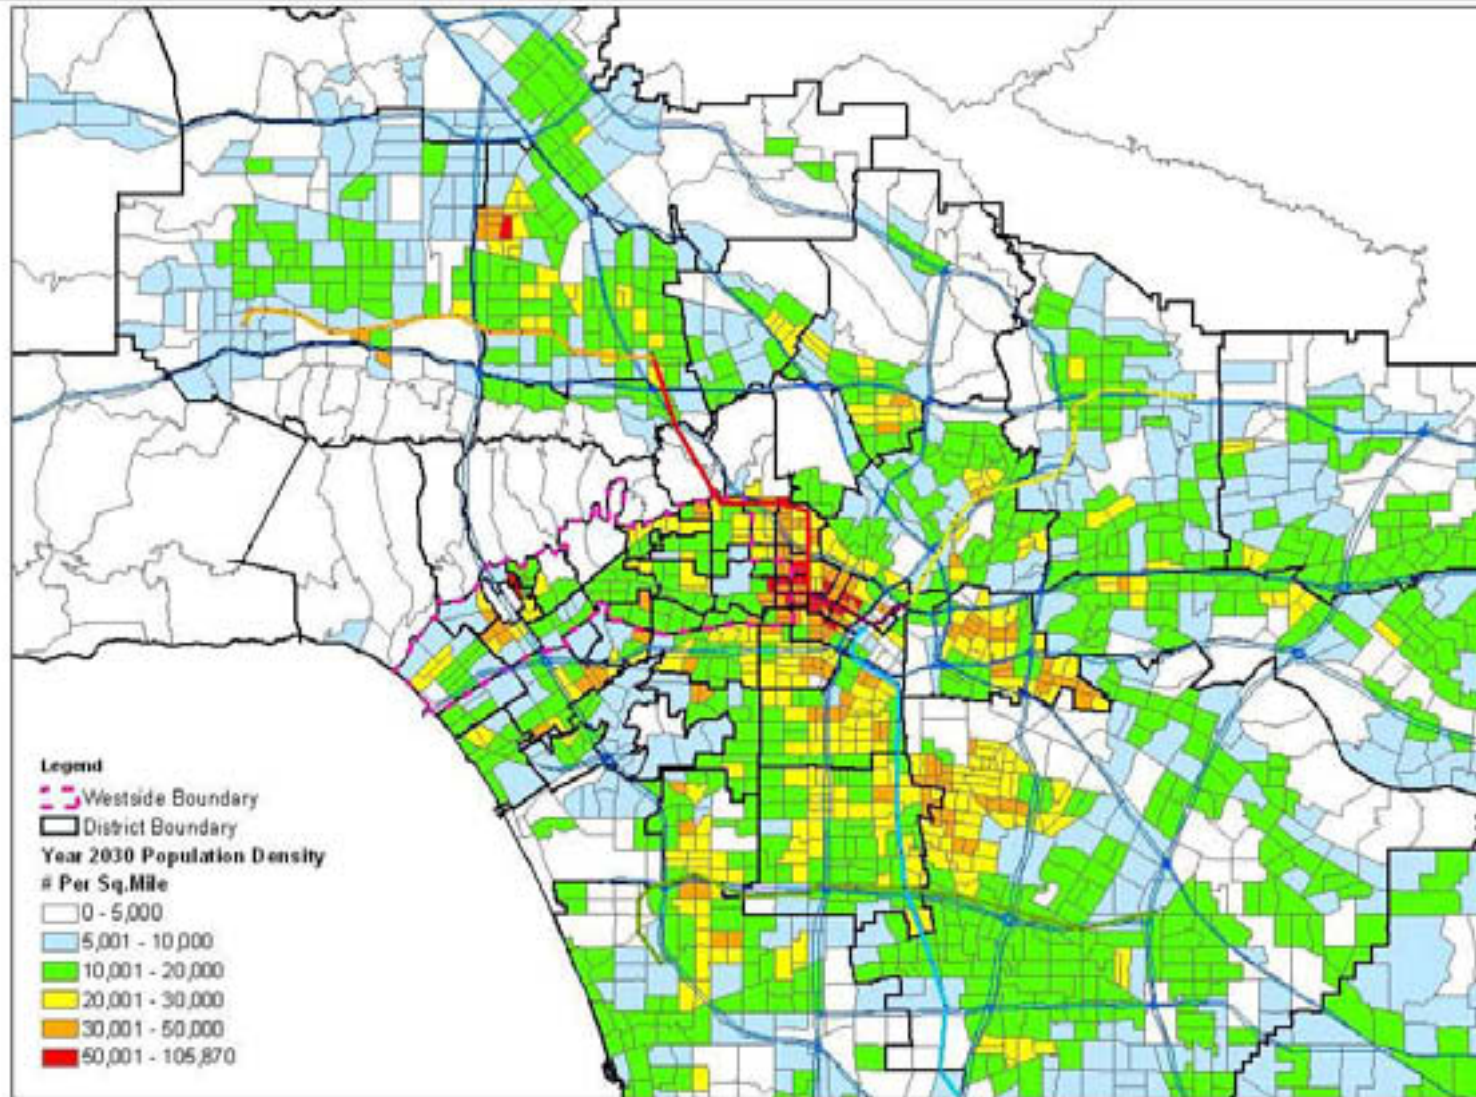 Legend
Westside Boundary
District Boundary
Year 2030 Population Density
# Per Sq.Mile
0 - 5,000
5,001 - 10,000
10,001 - 20,000
20,001 - 30,000
30,001 - 50,000
50,001 - 105,870